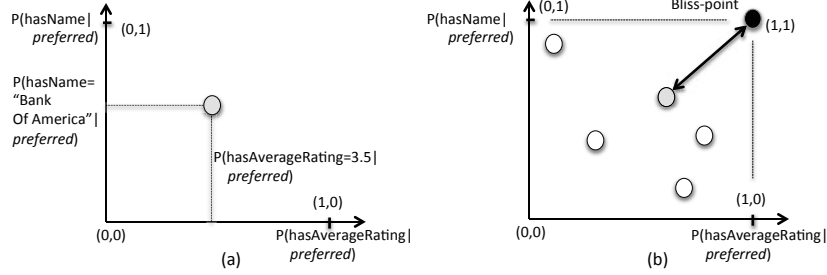 P(hasName|
preferred)
(0,1)
P(hasName=
"Bank
Of America"|
preferred)
P(hasAverageRating=3.5|
preferred)
(1,0)
(0,0)
P(hasAverageRating|
preferred)
(a)
P(hasName|
preferred)
(0,1)
Bliss-point
(1,1)
(1,0)
(0,0)
P(hasAverageRating|
preferred)
(b)